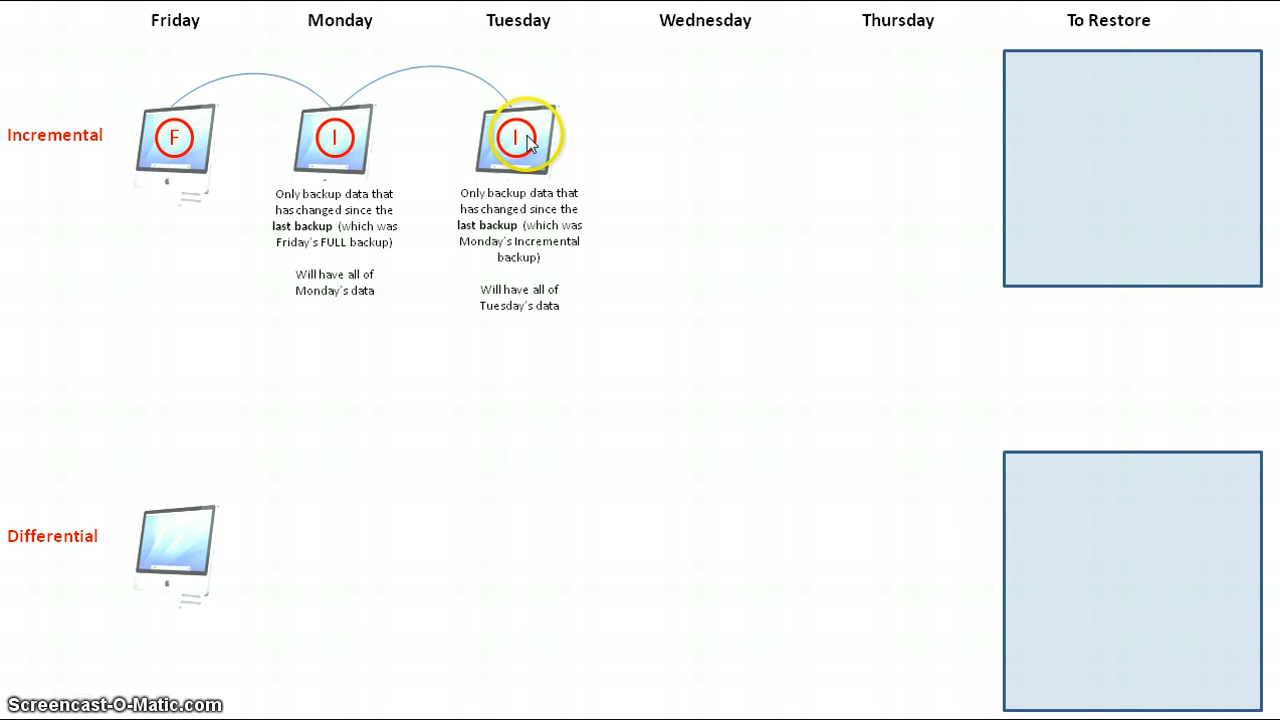 Friday
Monday
Tuesday
Wednesday
Thursday
To Restore
Incremental
F
I
I
Only backup data that
has changed since the
last backup (which was
Friday's FULL backup)
Will have all of
Monday's data
Only backup data that
has changed since the
last backup (which was
Monday's Incremental
backup)
Will have all of
Tuesday's data
Differential
Screencast-O-Matic.com